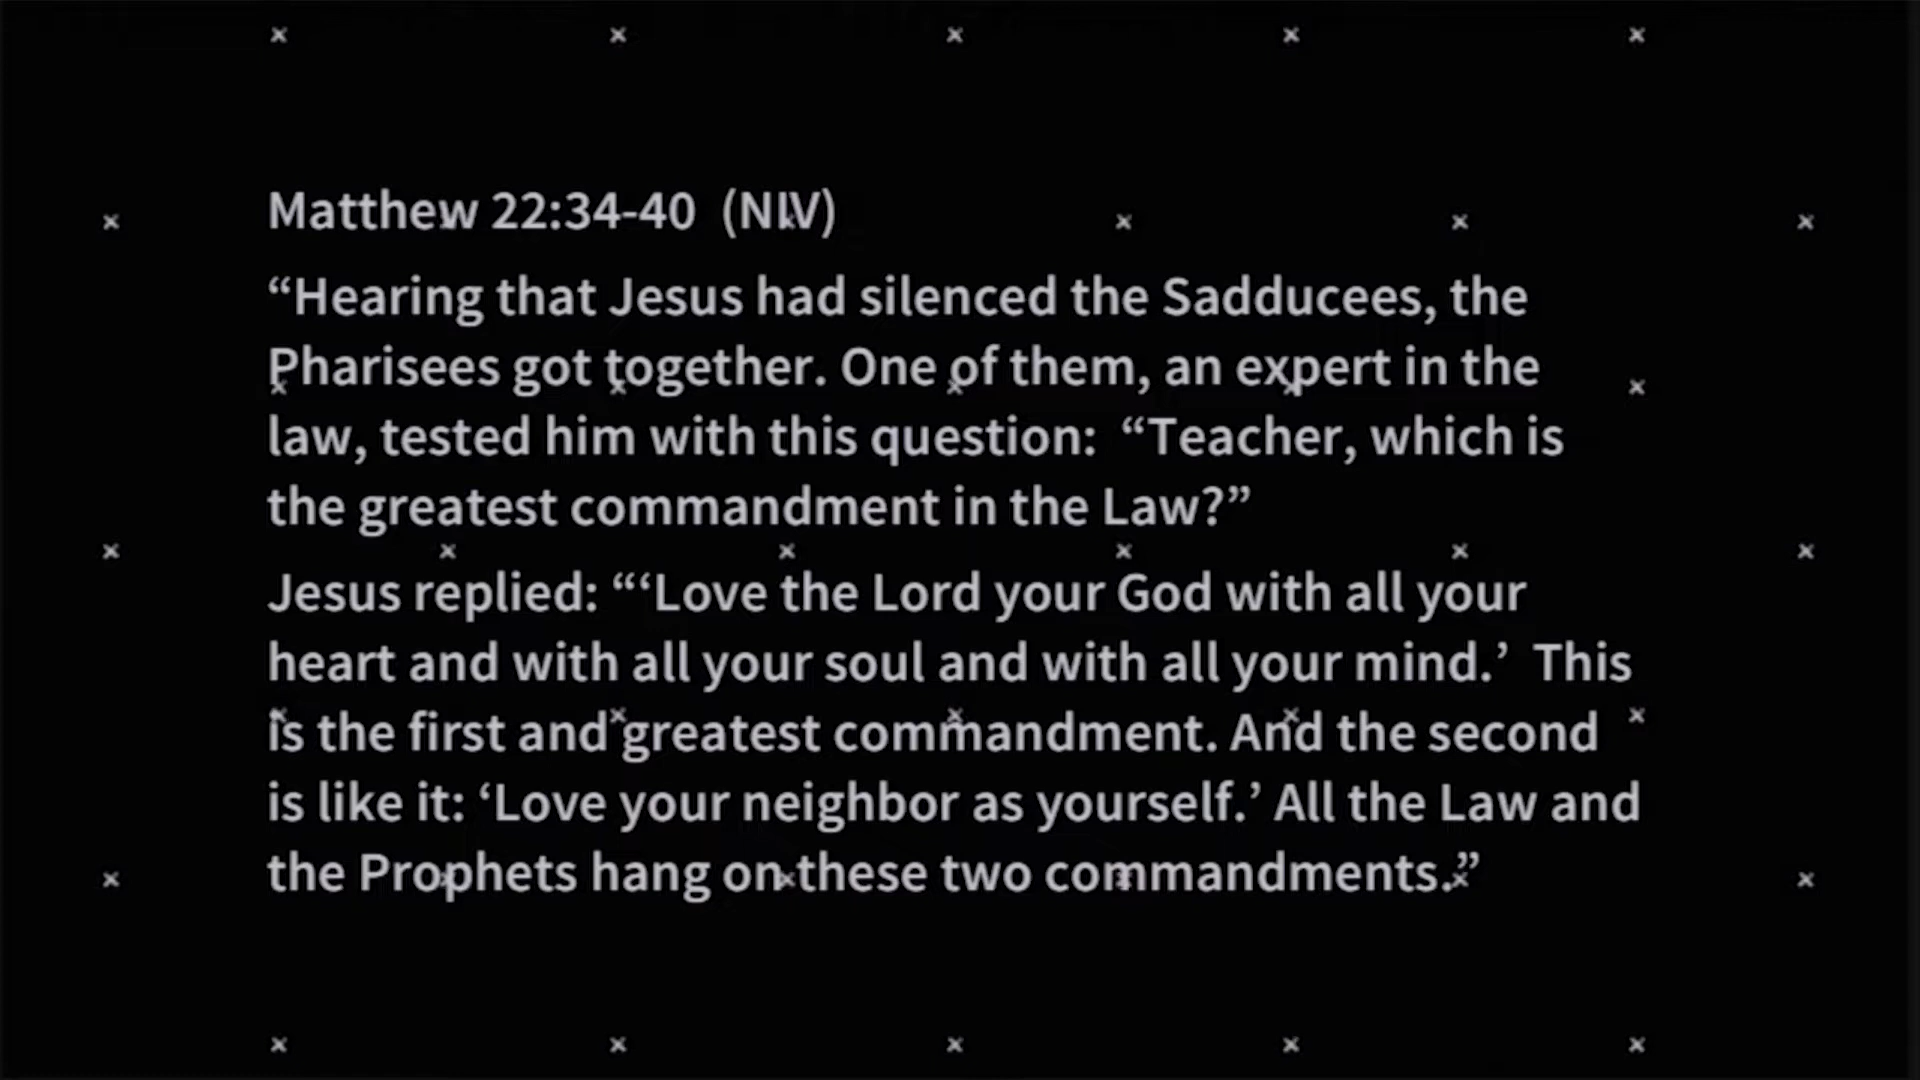 Matthew 22:34-40  (NIV)
“Hearing that Jesus had silenced the Sadducees, the
Pharisees got together. One of them, an expert in the
law, tested him with this question:  “Teacher, which is
the greatest commandment in the Law?”
Jesus replied: “‘Love the Lord your God with all your
heart and with all your soul and with all your mind.’  This
is the first and greatest commandment. And the second
is like it: ‘Love your neighbor as yourself.’ All the Law and
the Prophets hang on these two commandments.”